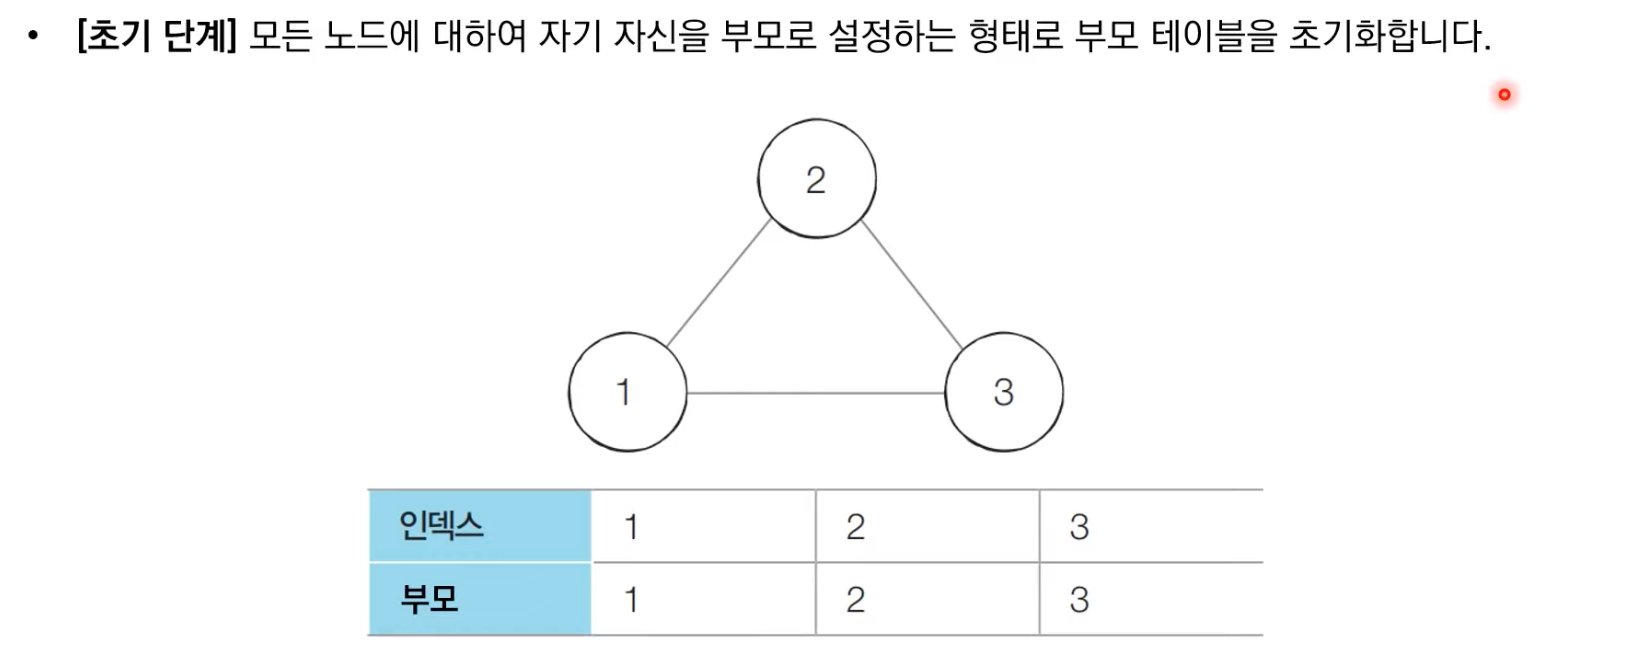 • [초기 단계] 모든 노드에 대하여 자기 자신을 부모로 설정하는 형태로 부모 테이블을 초기화합니다.
2
1 3
인덱스 1 2 3
부모 1 2 3